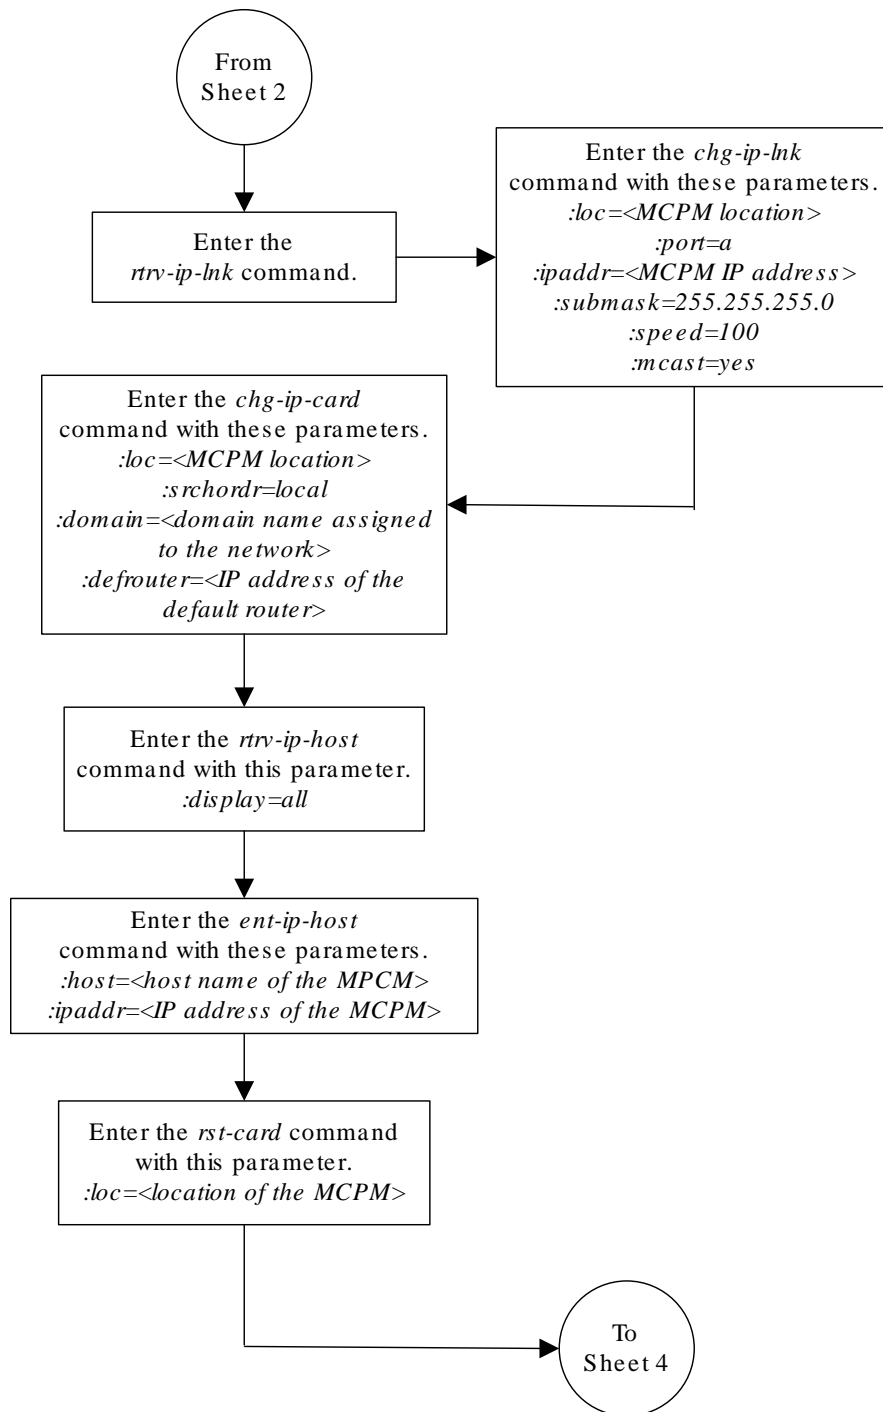 From
Sheet 2
Enter the
rtrv-ip-lnk command.
Enter the chg-ip-lnk
command with these parameters.
:loc=<MCPM location>
:port=a
:ipaddr=<MCPM IP address>
:submask=255.255.255.0
:speed=100
:mcast=yes
Enter the chg-ip-card
command with these parameters.
:loc=<MCPM location>
:srchordr=local
:domain=<domain name assigned
to the network>
:defrouter=<IP address of the
default router>
Enter the rtrv-ip-host
command with this parameter.
:display=all
Enter the ent-ip-host
command with these parameters.
:host=<host name of the MPCM>
:ipaddr=<IP address of the MCPM>
Enter the rst-card command
with this parameter.
:loc=<location of the MCPM>
To
Sheet 4